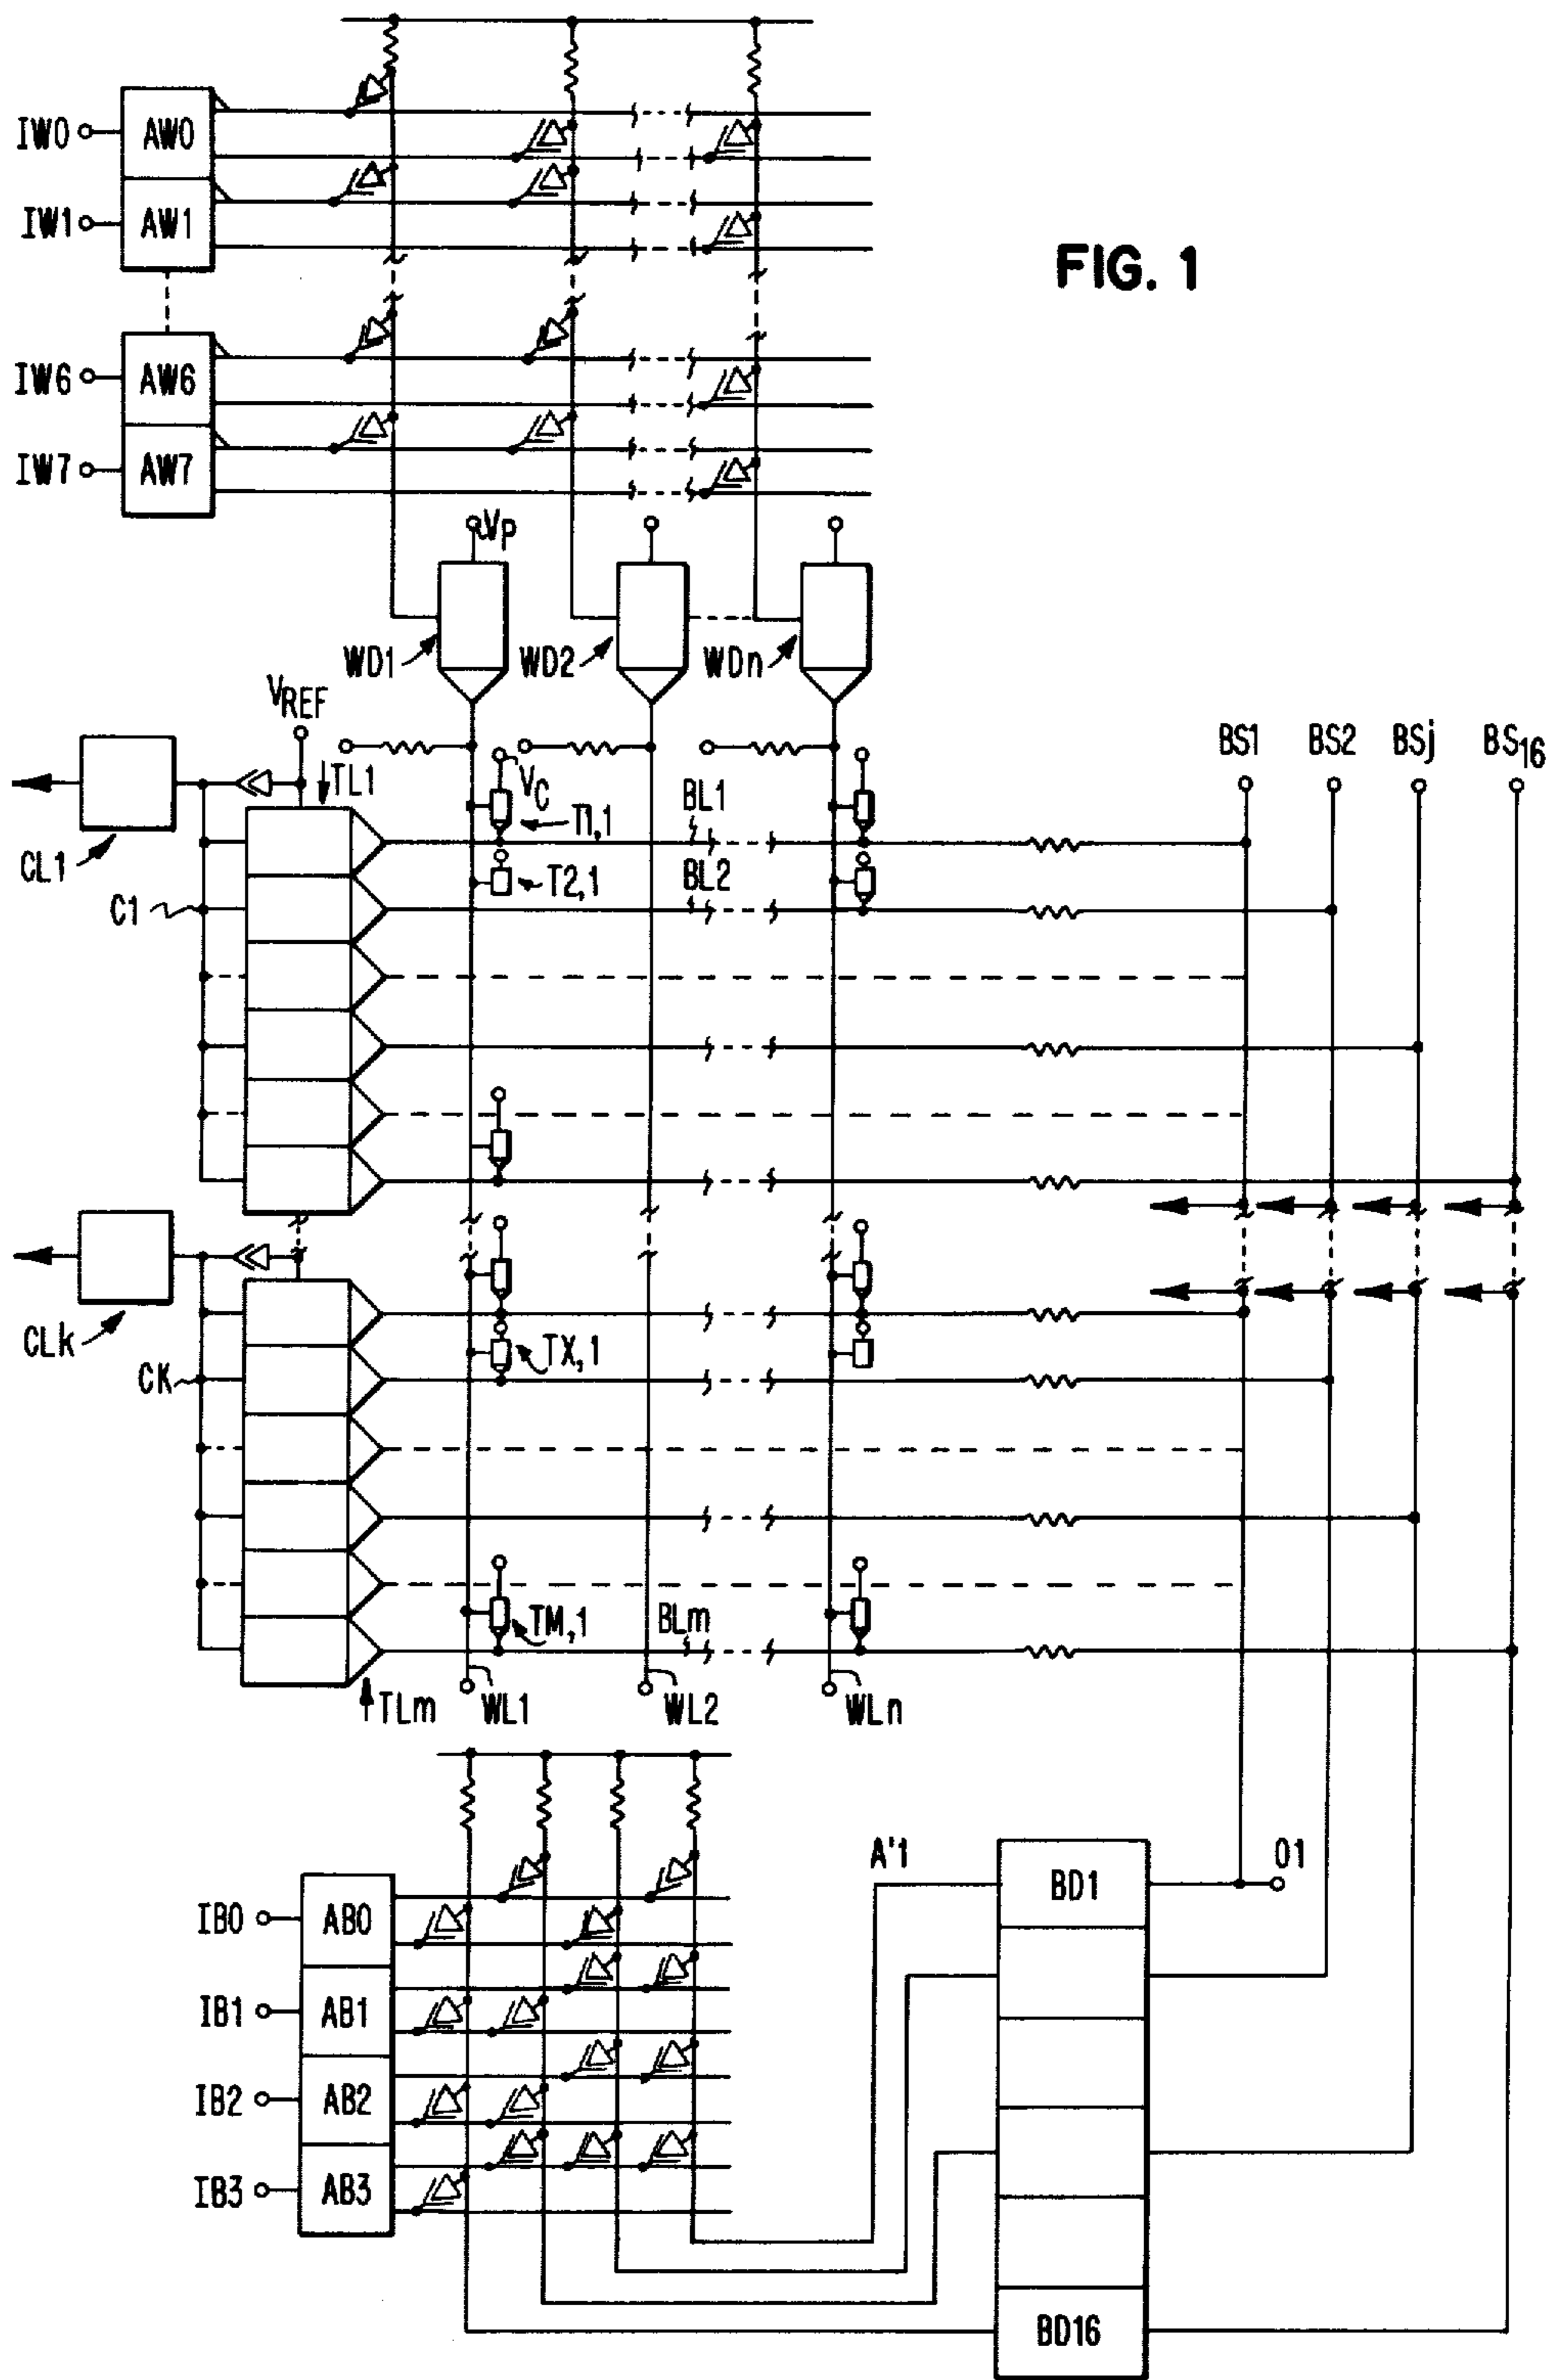 IW0 AW0
IW1 AW1
FIG. 1
IW6 AW6
IW7 AW7
Vp
WD1 WD2 WDn
VREF
TL1
BS1 BS2 BSj BS16
VC
BL1
T1,1
CL1
T2,1
BL2
C1
CLk
TX,1
CK
TM,1
BLm
TLm
WL1 WL2 WLn
A'1 BD1 O1
IB0 AB0
IB1 AB1
IB2 AB2
IB3 AB3
BD16